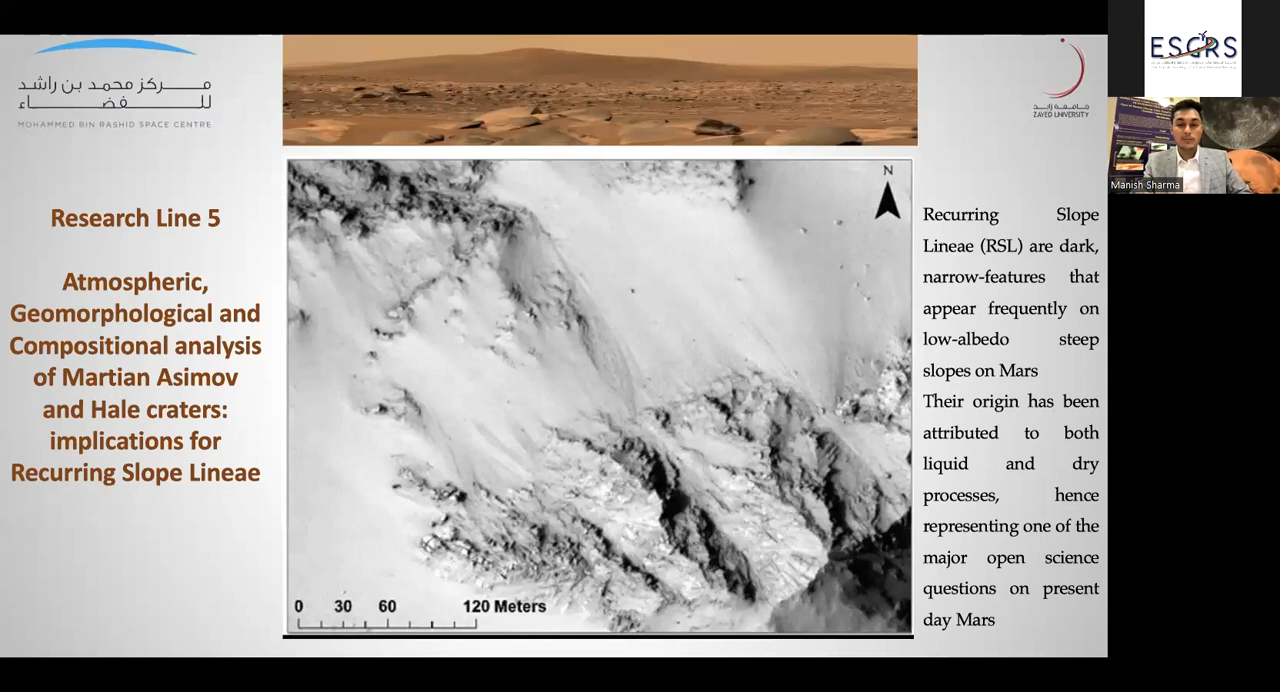 مركز محمد بن راشد
للفضاء
MOHAMMED BIN RASHID SPACE CENTRE
Research Line 5
Atmospheric,
Geomorphological and
Compositional analysis
of Martian Asimov
and Hale craters:
implications for
Recurring Slope Lineae
N
0 30 60 120 Meters
جامعة زايد
ZAYED UNIVERSITY
Recurring Slope
Lineae (RSL) are dark,
narrow-features that
appear frequently on
low-albedo steep
slopes on Mars
Their origin has been
attributed to both
liquid and dry
processes, hence
representing one of the
major open science
questions on present
day Mars
ESGRS
Manish Sharma